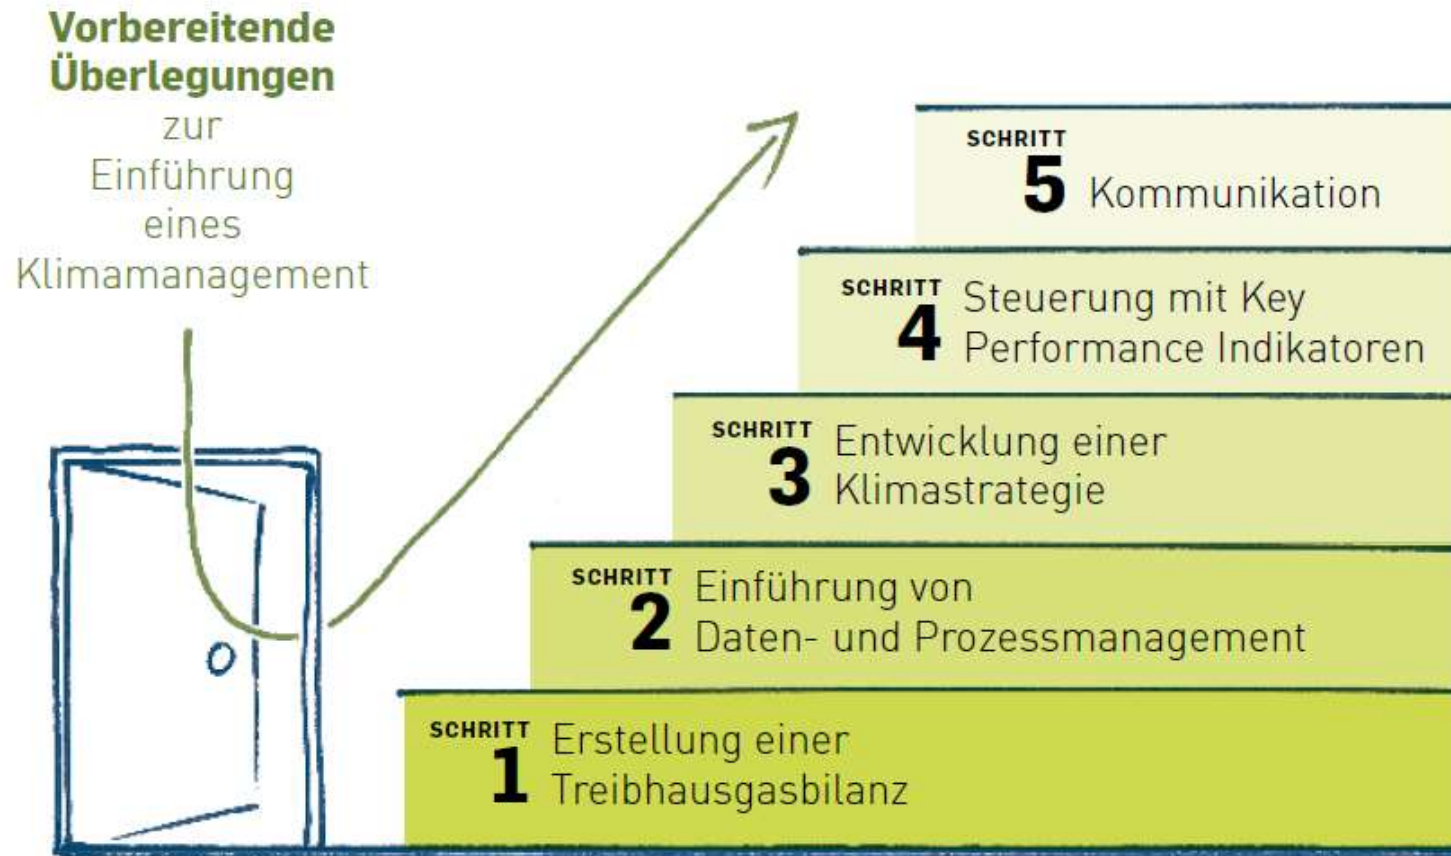 Vorbereitende
Überlegungen
zur
Einführung
eines
Klimamanagement
SCHRITT
5 Kommunikation
SCHRITT
4 Steuerung mit Key
Performance Indikatoren
SCHRITT
3 Entwicklung einer
Klimastrategie
SCHRITT
2 Einführung von
Daten- und Prozessmanagement
SCHRITT
1 Erstellung einer
Treibhausgasbilanz